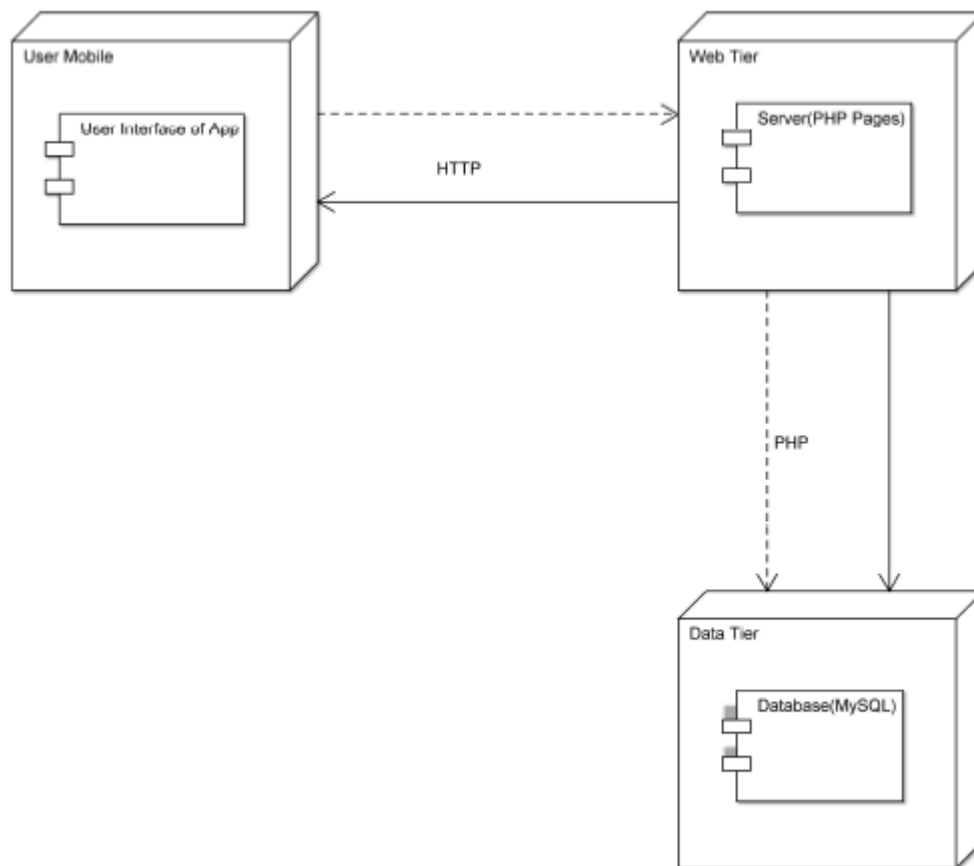 User Mobile
User Interface of App
HTTP
Web Tier
Server(PHP Pages)
PHP
Data Tier
Database(MySQL)